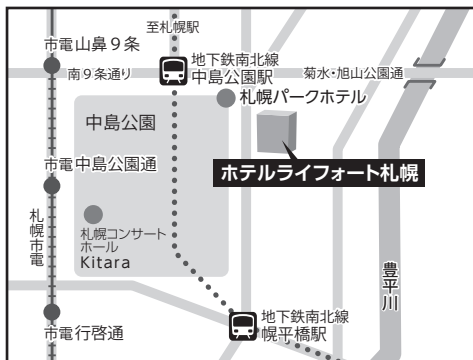 至札幌駅
市電山鼻9条
地下鉄南北線
中島公園駅
南9条通り
菊水・旭山公園通
札幌パークホテル
中島公園
市電中島公園通
ホテルライフォート札幌
札幌市電
札幌コンサート
ホール
Kitara
豊平川
地下鉄南北線
幌平橋駅
市電行啓通